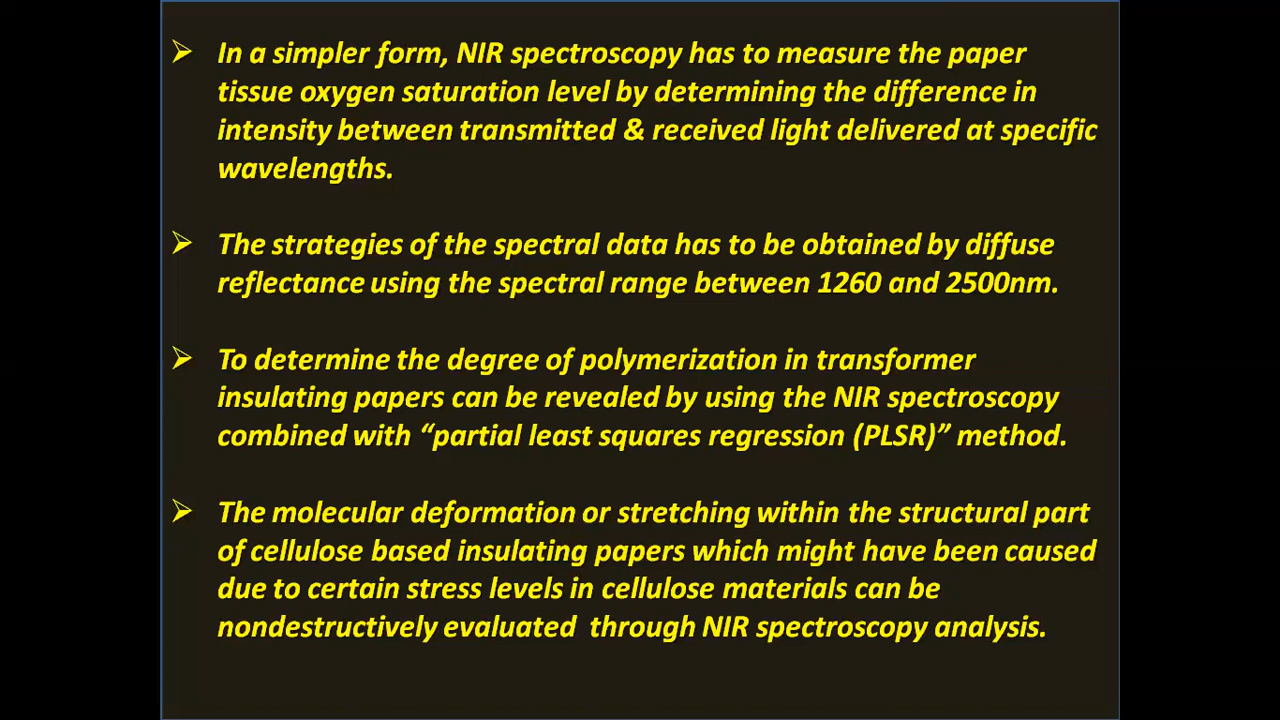 In a simpler form, NIR spectroscopy has to measure the paper
tissue oxygen saturation level by determining the difference in
intensity between transmitted & received light delivered at specific
wavelengths.
The strategies of the spectral data has to be obtained by diffuse
reflectance using the spectral range between 1260 and 2500nm.
To determine the degree of polymerization in transformer
insulating papers can be revealed by using the NIR spectroscopy
combined with “partial least squares regression (PLSR)” method.
The molecular deformation or stretching within the structural part
of cellulose based insulating papers which might have been caused
due to certain stress levels in cellulose materials can be
nondestructively evaluated through NIR spectroscopy analysis.